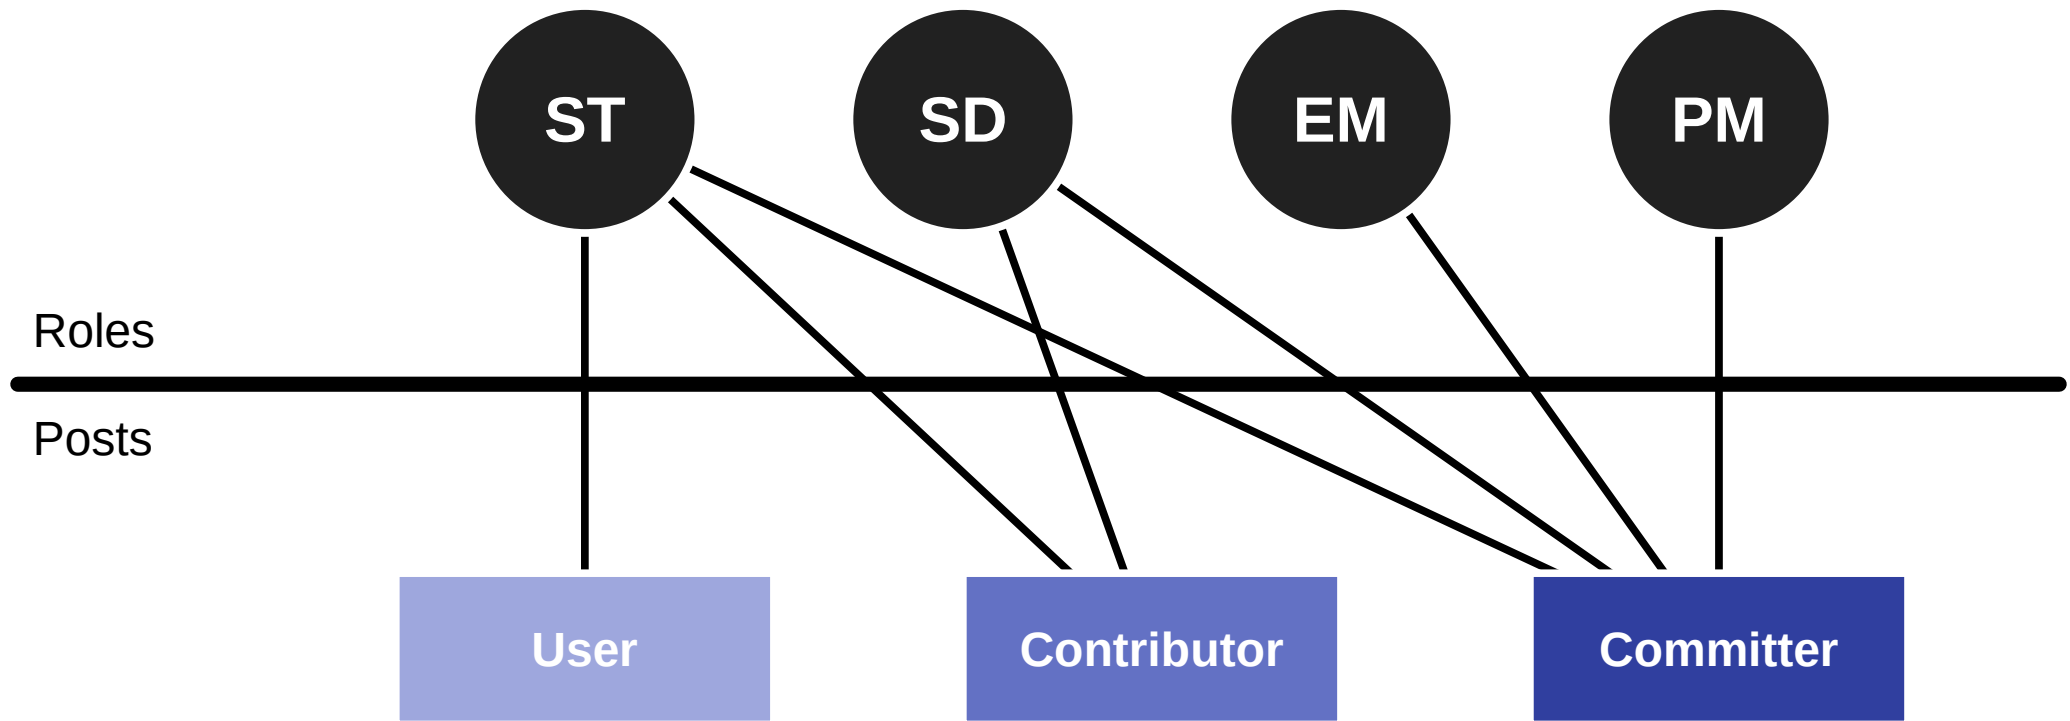 ST
SD
EM
PM
Roles
Posts
User
Contributor
Committer